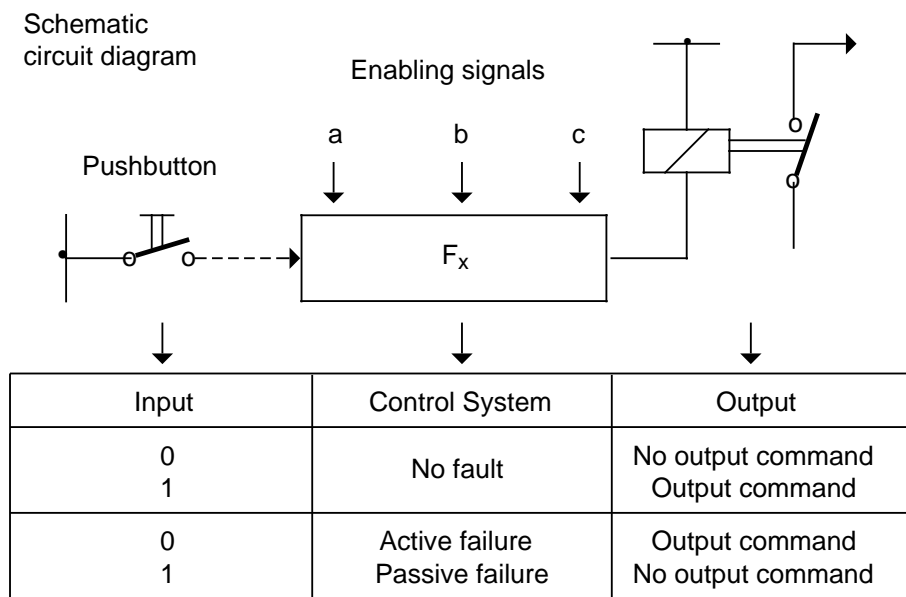 Schematic
circuit diagram
Enabling signals
a b c
Pushbutton
Fx
Input Control System Output
0 No fault No output command
1 Output command
0 Active failure Output command
1 Passive failure No output command